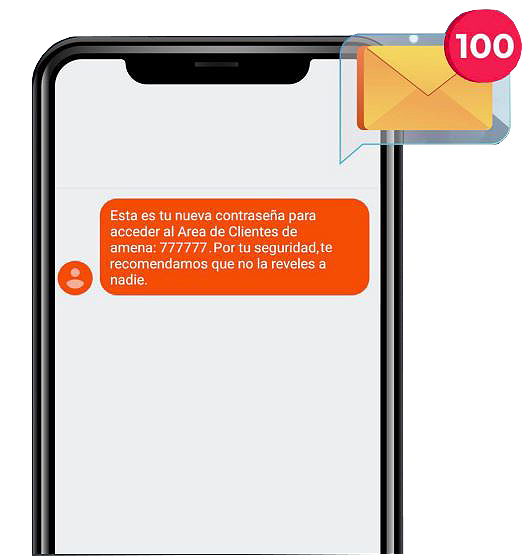 100
Esta es tu nueva contraseña para
acceder al Area de Clientes de
amena: 777777. Por tu seguridad, te
recomendamos que no la reveles a
nadie.